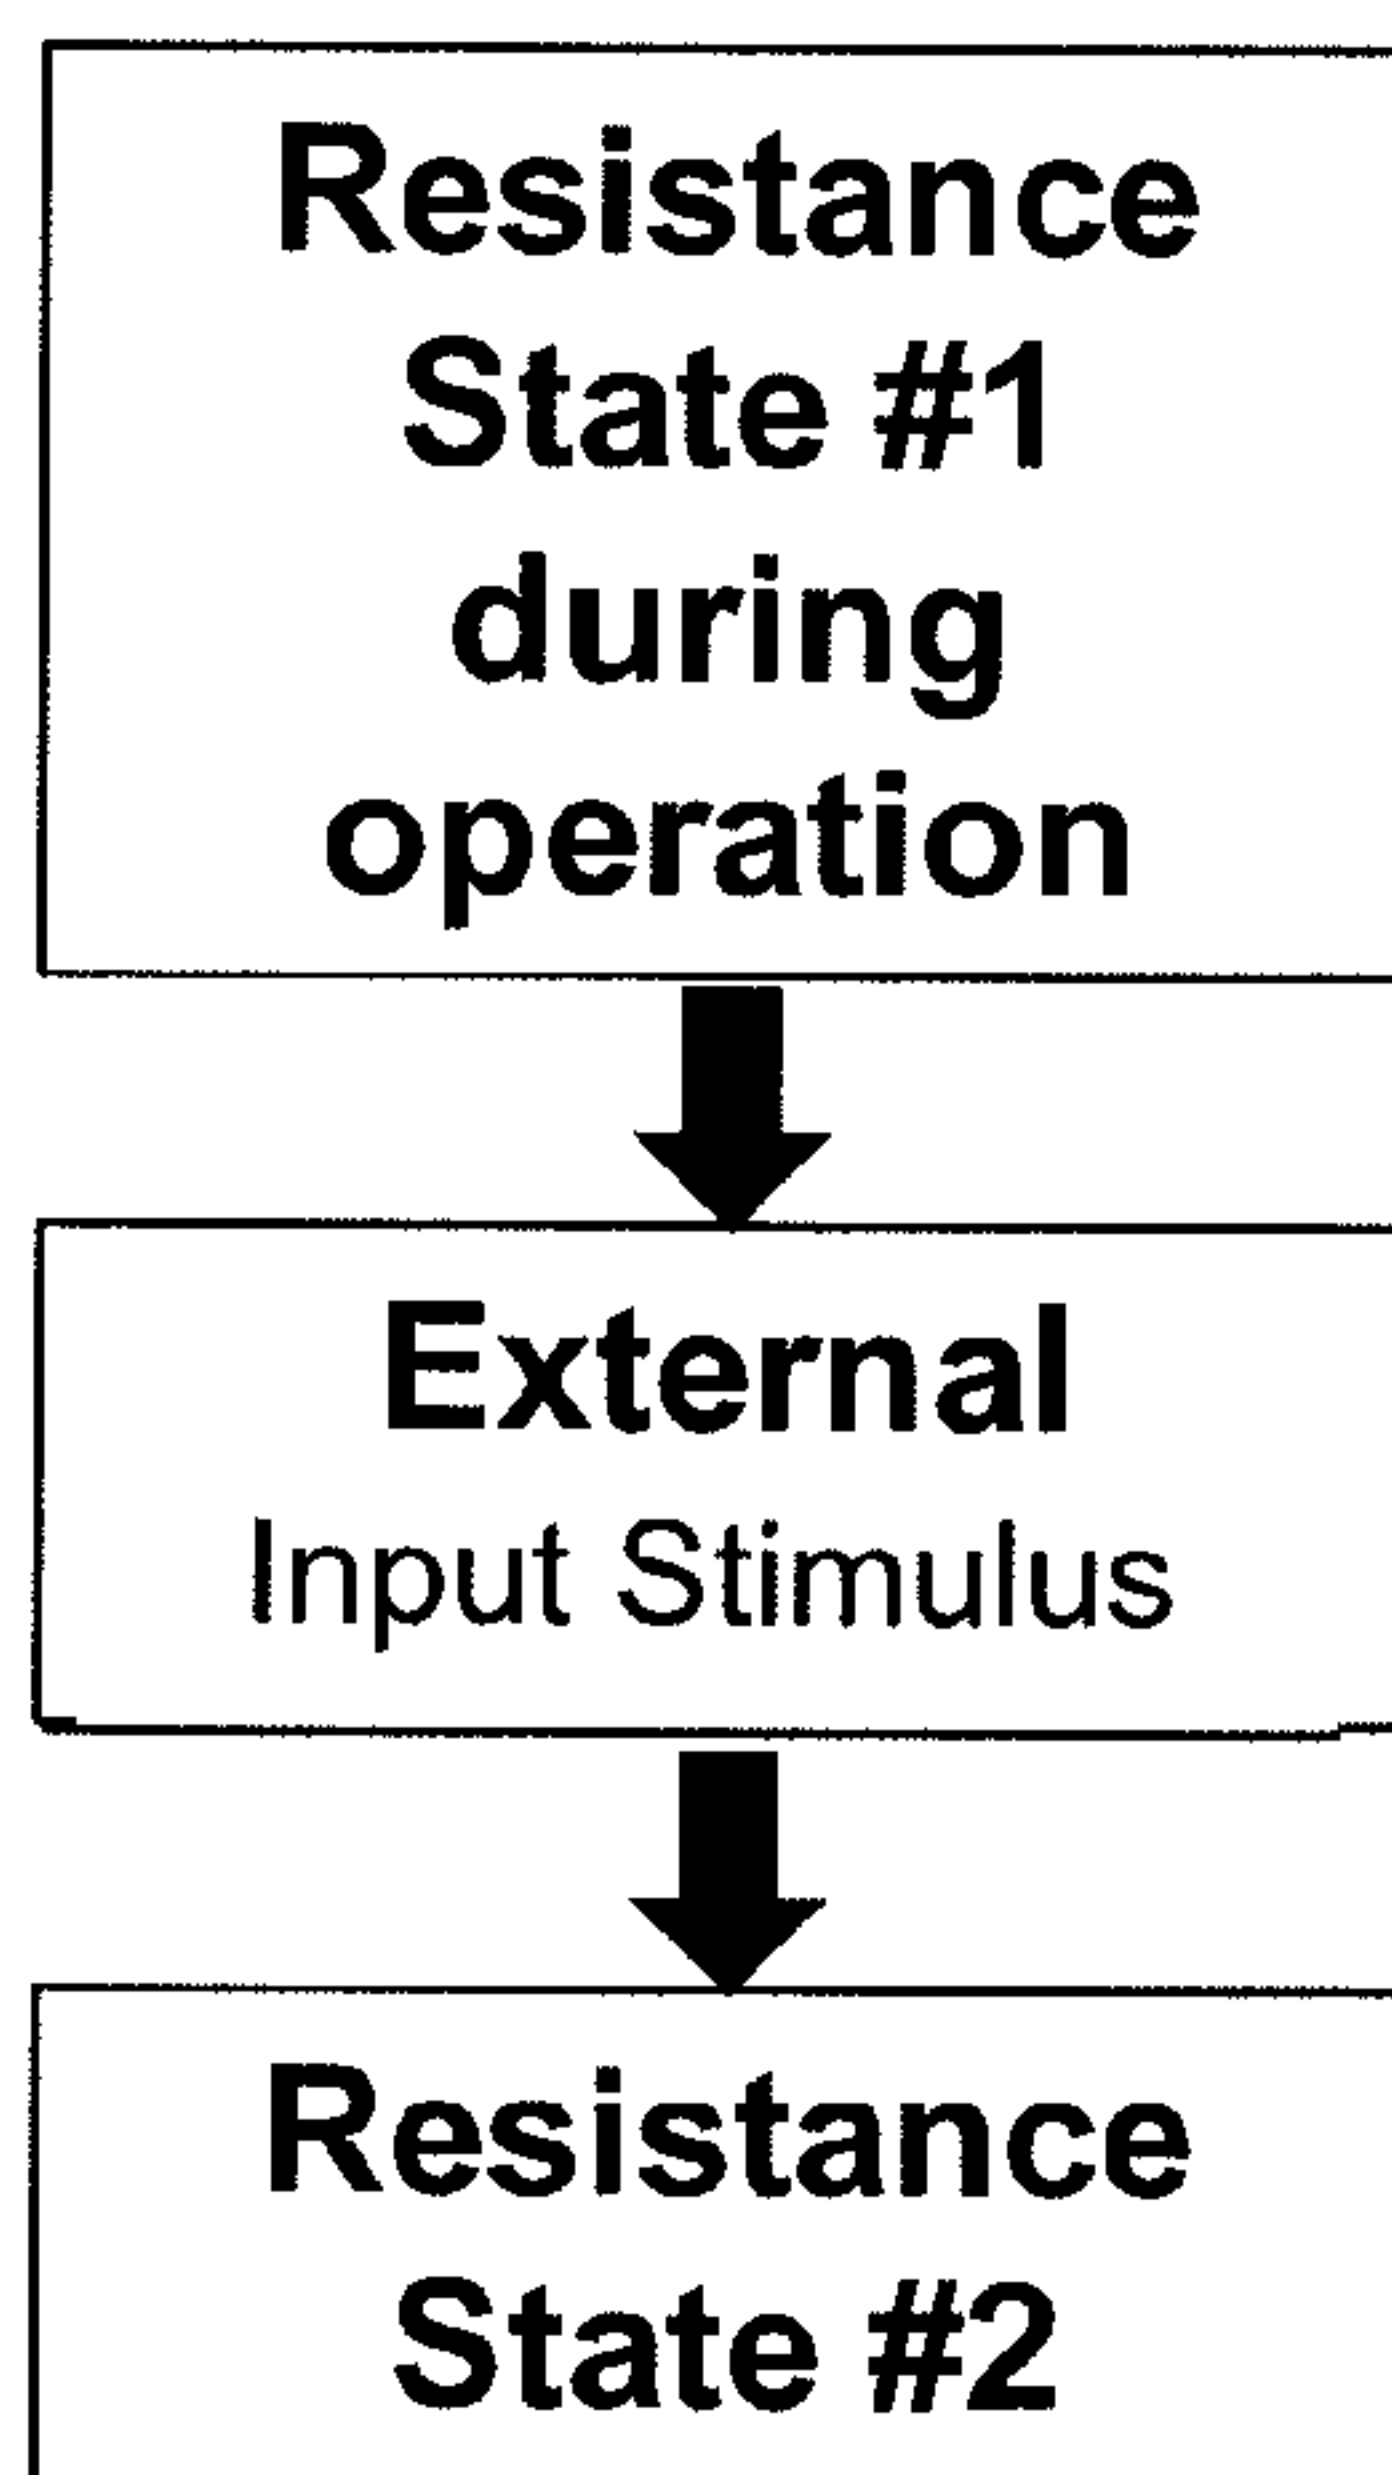 Resistance
State #1
during
operation
External
Input Stimulus
Resistance
State #2